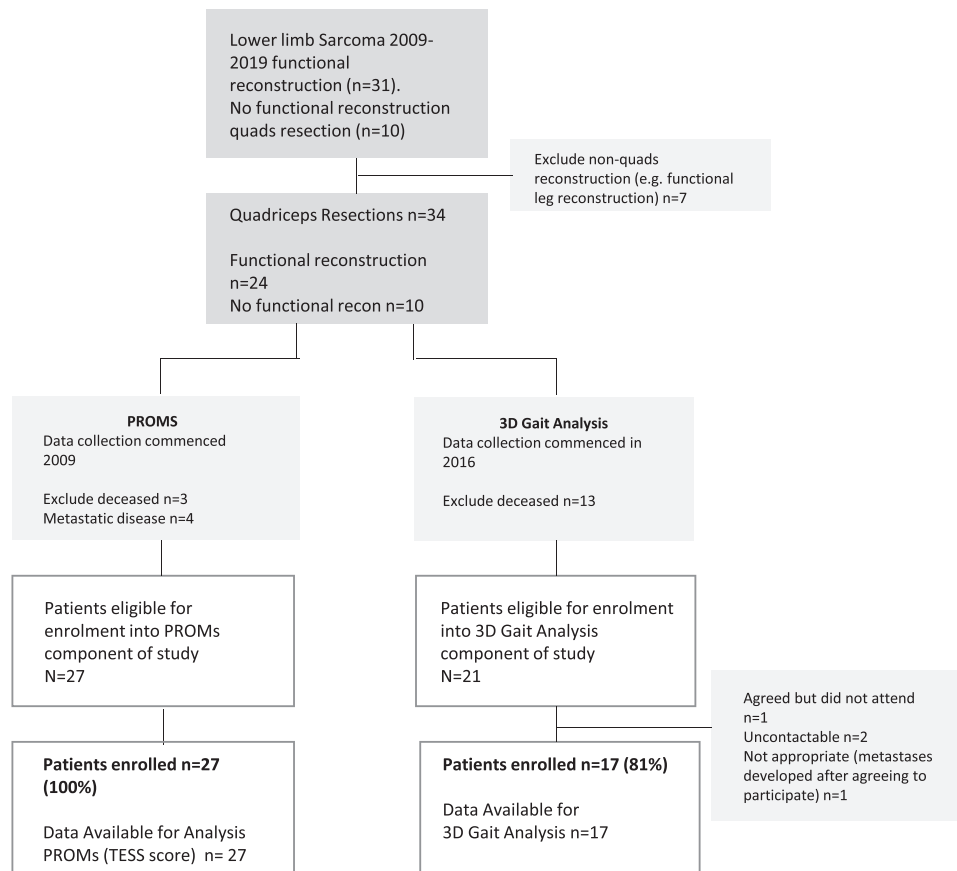 Lower limb Sarcoma 2009-
2019 functional
reconstruction (n=31).
No functional reconstruction
quads resection (n=10)
Exclude non-quads
reconstruction (e.g. functional
leg reconstruction) n=7
Quadriceps Resections n=34
Functional reconstruction
n=24
No functional recon n=10
PROMS
Data collection commenced
2009
Exclude deceased n=3
Metastatic disease n=4
3D Gait Analysis
Data collection commenced in
2016
Exclude deceased n=13
Patients eligible for
enrolment into PROMs
component of study
N=27
Patients eligible for enrolment
into 3D Gait Analysis
component of study
N=21
Agreed but did not attend
n=1
Uncontactable n=2
Not appropriate (metastases
developed after agreeing to
participate) n=1
Patients enrolled n=27
(100%)
Data Available for Analysis
PROMs (TESS score)  n= 27
Patients enrolled n=17 (81%)
Data Available for
3D Gait Analysis n=17